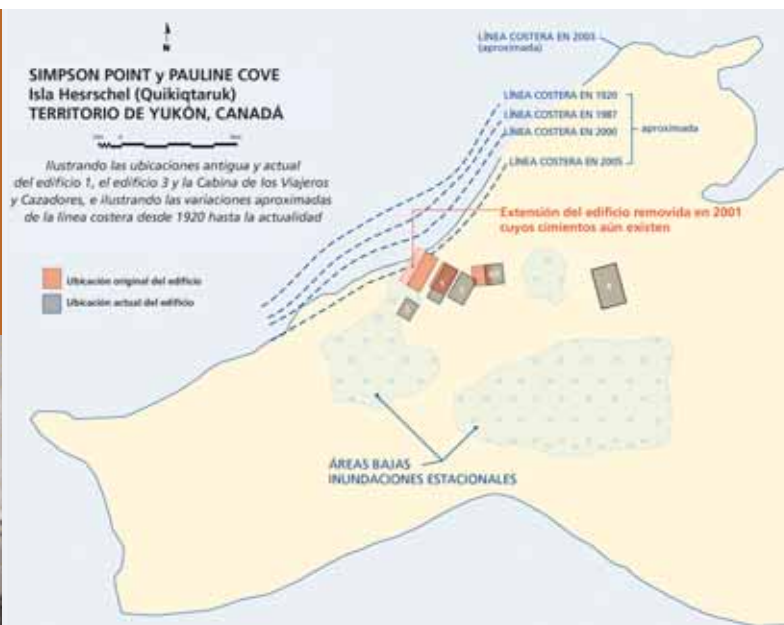 N
SIMPSON POINT y PAULINE COVE
Isla Hesrschel (Quikiqtaruk)
TERRITORIO DE YUKÓN, CANADÁ
Ilustrando las ubicaciones antigua y actual
del edificio 1, el edificio 3 y la Cabina de los Viajeros
y Cazadores, e ilustrando las variaciones aproximadas
de la línea costera desde 1920 hasta la actualidad
Ubicación original del edificio
Ubicación actual del edificio
LÍNEA COSTERA EN 2003
(aproximada)
LÍNEA COSTERA EN 1920
LÍNEA COSTERA EN 1987
LÍNEA COSTERA EN 2000
LÍNEA COSTERA EN 2005
aproximada
Extensión del edificio removida en 2001
cuyos cimientos aún existen
ÁREAS BAJAS
INUNDACIONES ESTACIONALES